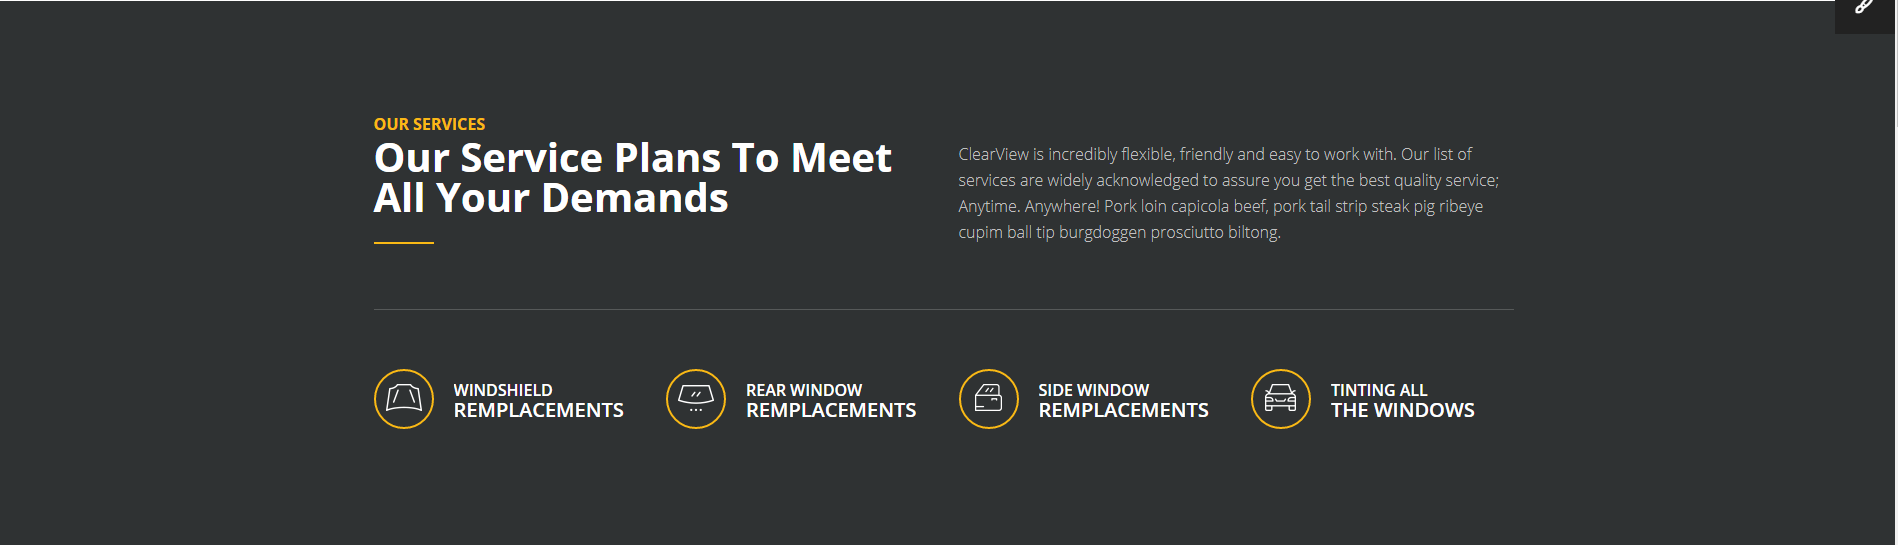 OUR SERVICES
Our Service Plans To Meet
All Your Demands
ClearView is incredibly flexible, friendly and easy to work with. Our list of
services are widely acknowledged to assure you get the best quality service;
Anytime. Anywhere! Pork loin capicola beef, pork tail strip steak pig ribeye
cupim ball tip burgdoggen prosciutto biltong.
WINDSHIELD
REMPLACEMENTS
REAR WINDOW
REMPLACEMENTS
SIDE WINDOW
REMPLACEMENTS
TINTING ALL
THE WINDOWS